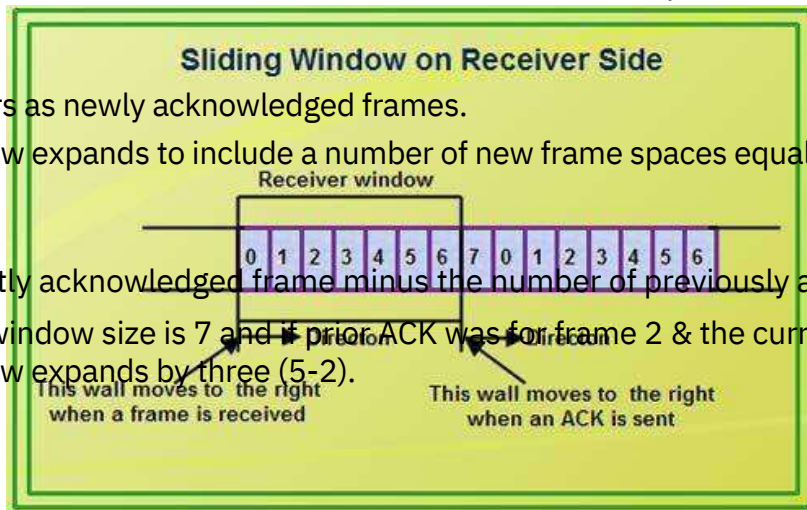 Sliding Window on Receiver Side
rs as newly acknowledged frames.
w expands to include a number of new frame spaces equal
Receiver window
0 1 2 3 4 5 6 7 0 1 2 3 4 5 6
tly acknowledged frame minus the number of previously a
window size is 7 and if prior ACK was for frame 2 & the curr
Directon Directon
w expands by three (5-2).
This wall moves to the right
when a frame is received
This wall moves to the right
when an ACK is sent